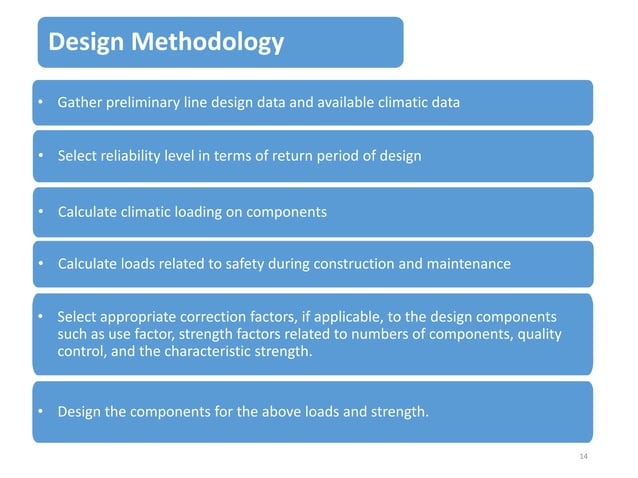 Design Methodology
• Gather preliminary line design data and available climatic data
• Select reliability level in terms of return period of design
• Calculate climatic loading on components
• Calculate loads related to safety during construction and maintenance
• Select appropriate correction factors, if applicable, to the design components
such as use factor, strength factors related to numbers of components, quality
control, and the characteristic strength.
• Design the components for the above loads and strength.
14